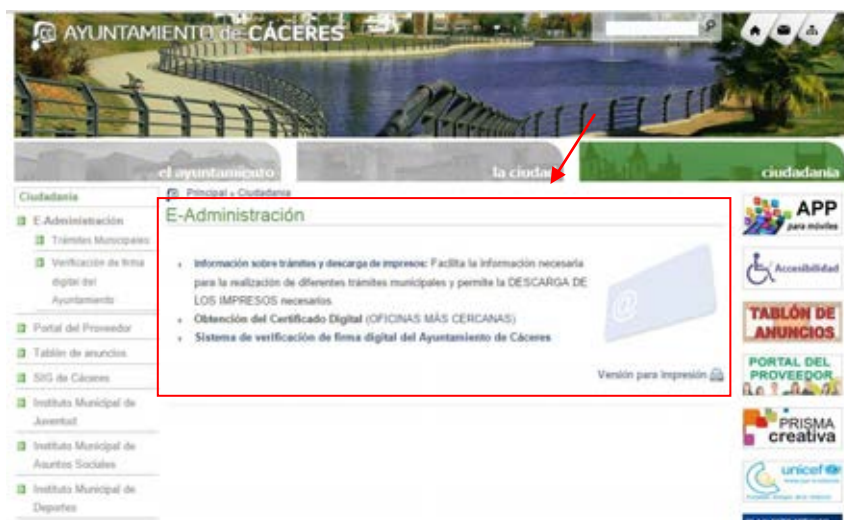 AYUNTAMIENTO de CÁCERES
el ayuntamiento
la ciudad
ciudadanía
Ciudadanía
E-Administración
Trámites Municipales
Verificación de firma
digital del
Ayuntamiento
Portal del Proveedor
Tablón de anuncios
SIG de Cáceres
Instituto Municipal de
Juventud
Instituto Municipal de
Asuntos Sociales
Instituto Municipal de
Deportes
Principal » Ciudadanía
E-Administración
Información sobre trámites y descarga de impresos: Facilita la información necesaria
para la realización de diferentes trámites municipales y permite la DESCARGA DE
LOS IMPRESOS necesarios
Obtención del Certificado Digital (OFICINAS MÁS CERCANAS)
Sistema de verificación de firma digital del Ayuntamiento de Cáceres
@
Versión para impresión
APP
para móviles
Accesibilidad
TABLÓN DE
ANUNCIOS
PORTAL DEL
PROVEEDOR
PRISMA
creativa
unicef